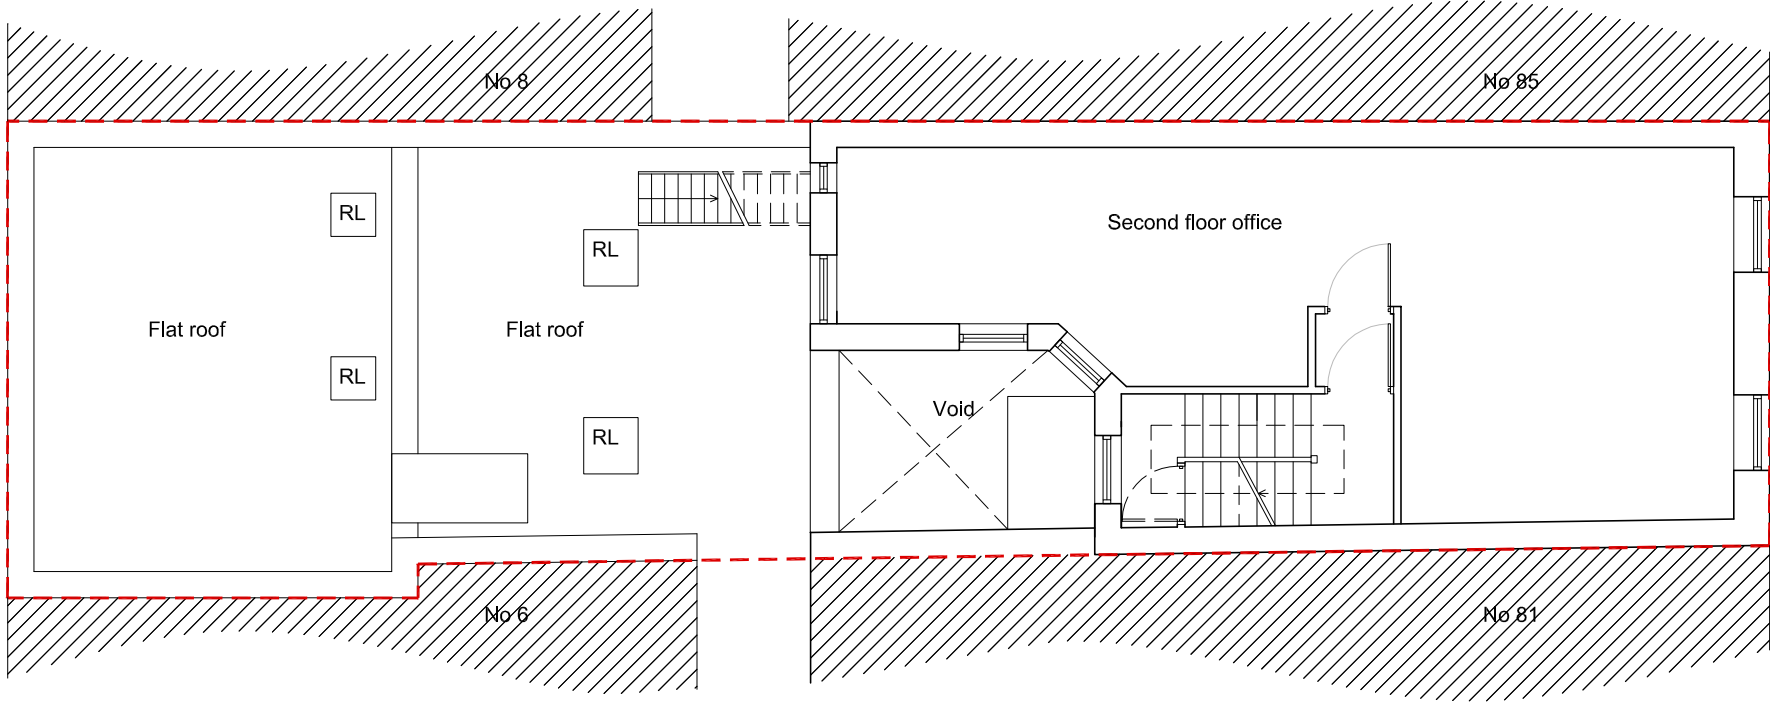 No 8
No 85
RL
Second floor office
RL
Flat roof
Flat roof
RL
Void
RL
No 6
No 81